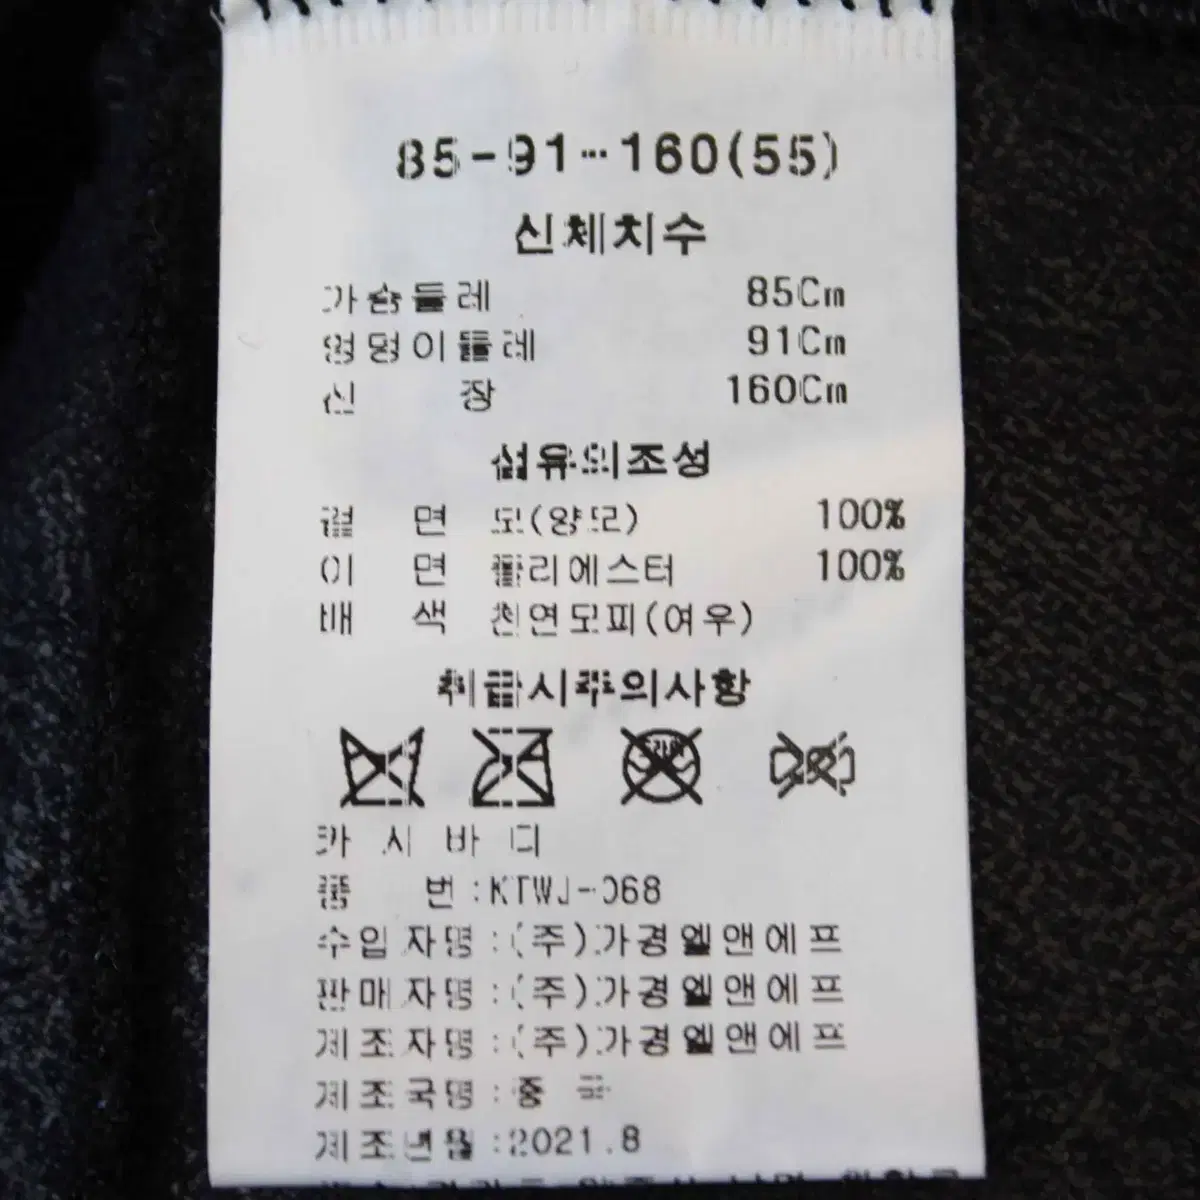 85-91-160(55)
신체치수
가슴둘레 85Cm
엉덩이둘레 91Cm
신 장 160Cm
섬유의조성
겉 면 모(양모) 100%
이 면 폴리에스터 100%
배 색 천연모피(여우)
취급시주의사항
드라이
카시바디
품 번:KTWJ-068
수입자명:(주)가경엘앤에프
판매자명:(주)가경엘앤에프
제조자명:(주)가경엘앤에프
제조국명:중국
제조년월:2021.8